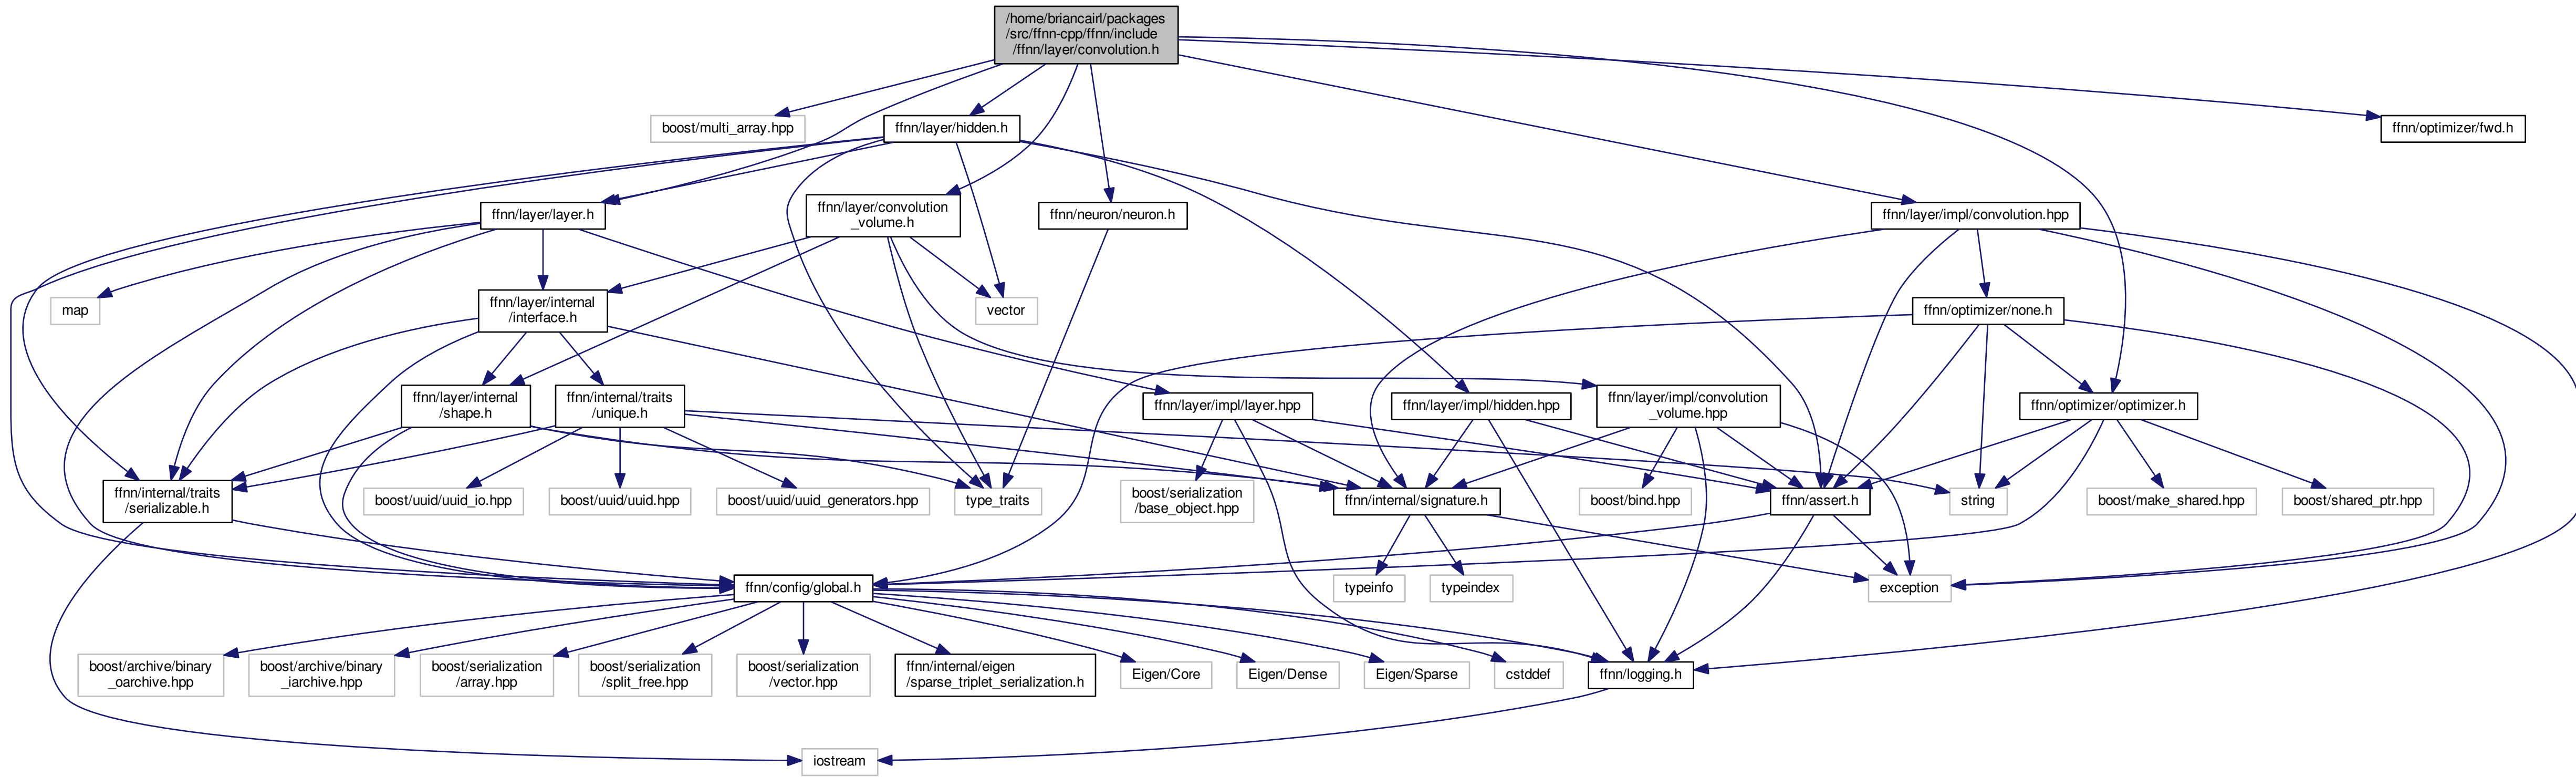 /home/briancairl/packages
/src/ffnn-cpp/ffnn/include
/ffnn/layer/convolution.h
boost/multi_array.hpp
ffnn/layer/hidden.h
ffnn/optimizer/fwd.h
ffnn/layer/layer.h
ffnn/layer/convolution
_volume.h
ffnn/neuron/neuron.h
ffnn/layer/impl/convolution.hpp
map
ffnn/layer/internal
/interface.h
vector
ffnn/optimizer/none.h
ffnn/layer/internal
/shape.h
ffnn/internal/traits
/unique.h
ffnn/layer/impl/layer.hpp
ffnn/layer/impl/hidden.hpp
ffnn/layer/impl/convolution
_volume.hpp
ffnn/optimizer/optimizer.h
ffnn/internal/traits
/serializable.h
boost/uuid/uuid_io.hpp
boost/uuid/uuid.hpp
boost/uuid/uuid_generators.hpp
type_traits
boost/serialization
/base_object.hpp
ffnn/internal/signature.h
boost/bind.hpp
ffnn/assert.h
string
boost/make_shared.hpp
boost/shared_ptr.hpp
ffnn/config/global.h
typeinfo
typeindex
exception
boost/archive/binary
_oarchive.hpp
boost/archive/binary
_iarchive.hpp
boost/serialization
/array.hpp
boost/serialization
/split_free.hpp
boost/serialization
/vector.hpp
ffnn/internal/eigen
/sparse_triplet_serialization.h
Eigen/Core
Eigen/Dense
Eigen/Sparse
cstddef
ffnn/logging.h
iostream